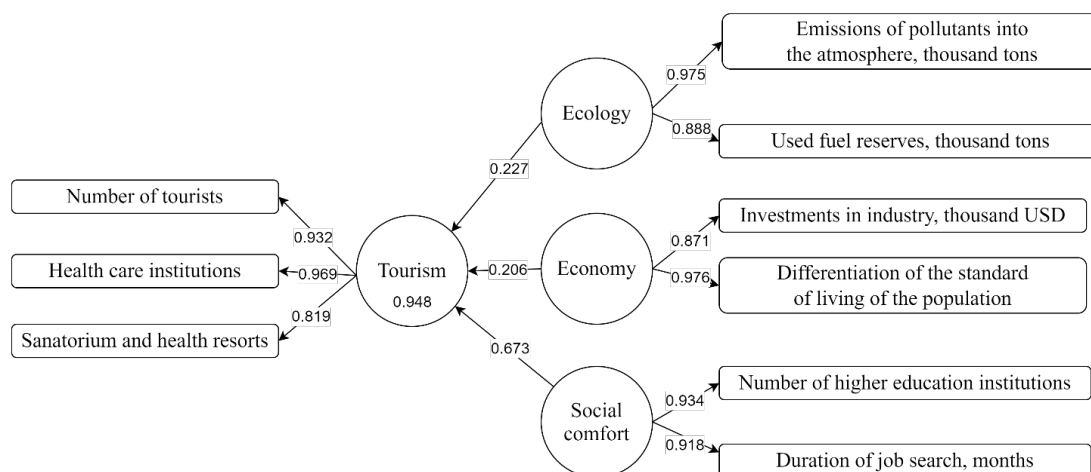 Emissions of pollutants into
the atmosphere, thousand tons
0.975
Ecology
0.888
Used fuel reserves, thousand tons
0.227
Number of tourists
0.932
Investments in industry, thousand USD
0.871
Health care institutions
0.969
Tourism
0.948
0.206
Economy
0.976
Differentiation of the standard
of living of the population
0.819
Sanatorium and health resorts
0.673
Number of higher education institutions
0.934
Social
comfort
0.918
Duration of job search, months